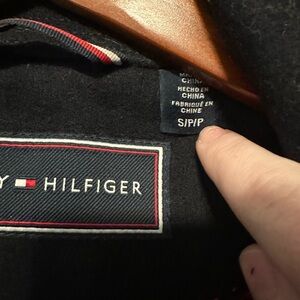 MADE IN
CHINA
HECHO EN
CHINA
FABRIQUÉ EN
CHINE
S/P/P
Y HILFIGER